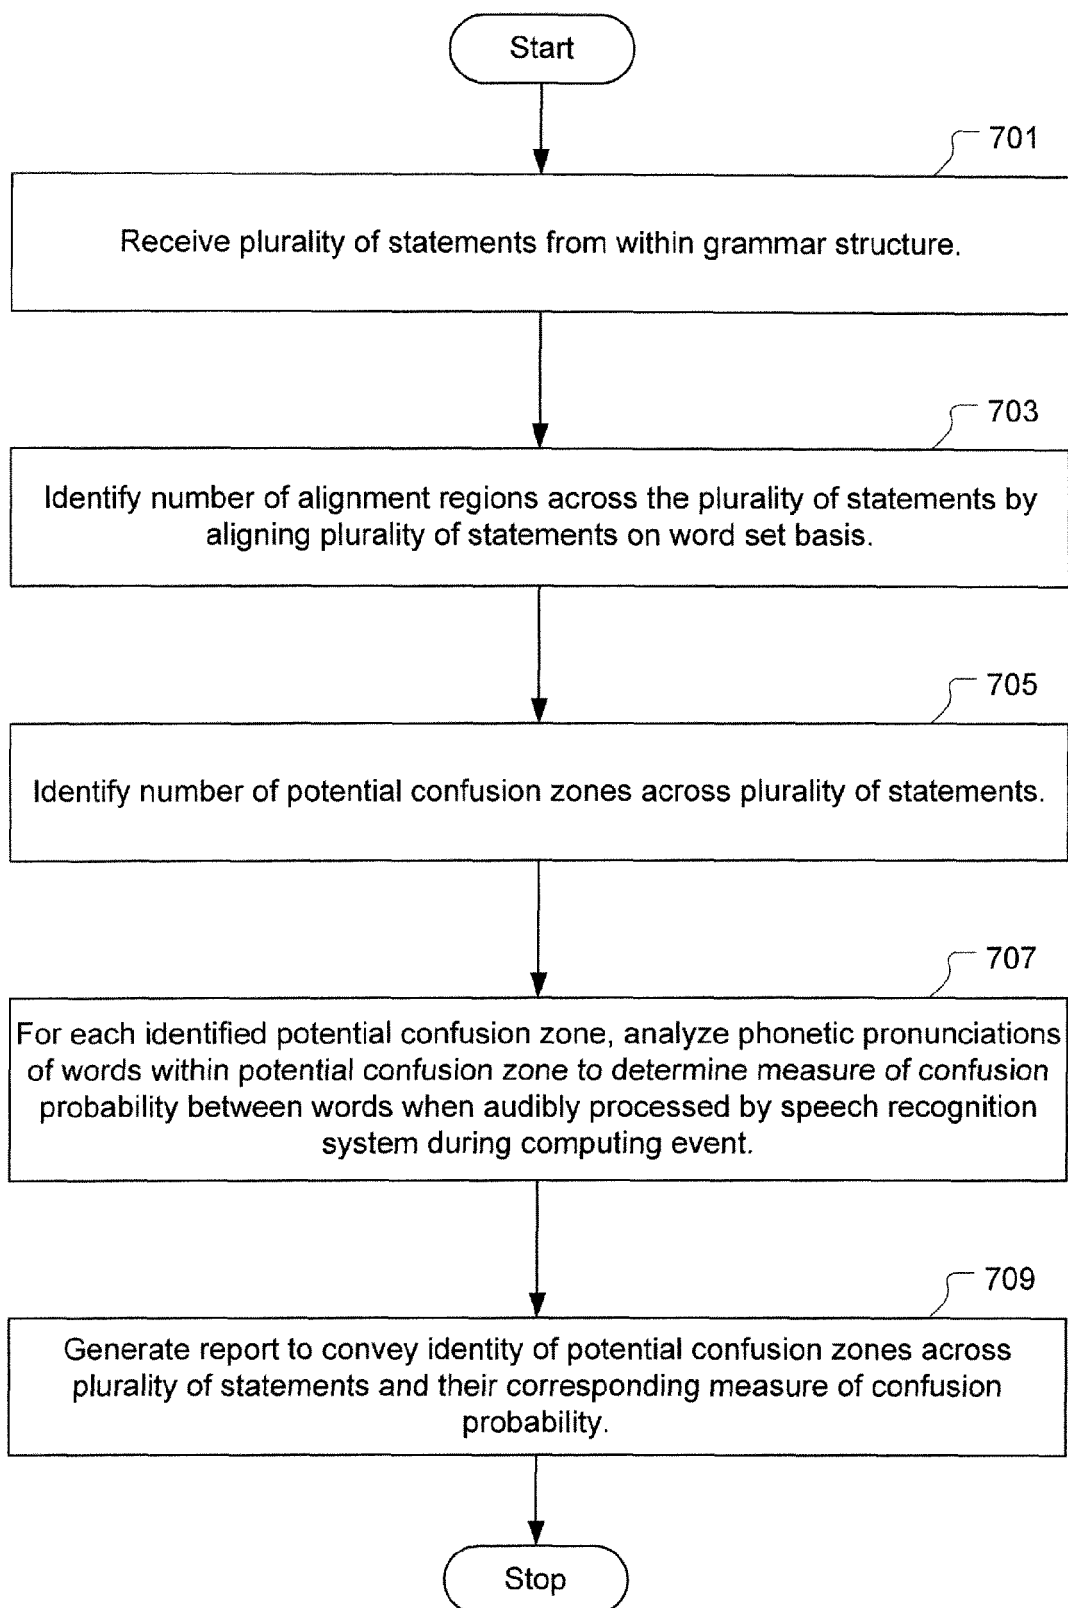 Start
701
Receive plurality of statements from within grammar structure.
703
Identify number of alignment regions across the plurality of statements by
aligning plurality of statements on word set basis.
705
Identify number of potential confusion zones across plurality of statements.
707
For each identified potential confusion zone, analyze phonetic pronunciations
of words within potential confusion zone to determine measure of confusion
probability between words when audibly processed by speech recognition
system during computing event.
709
Generate report to convey identity of potential confusion zones across
plurality of statements and their corresponding measure of confusion
probability.
Stop